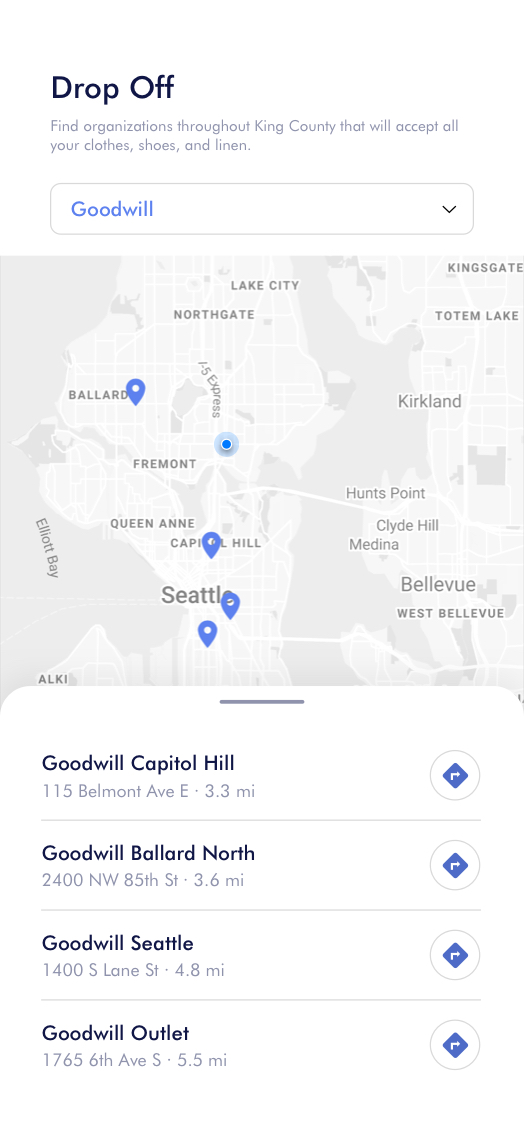 Drop Off
Find organizations throughout King County that will accept all
your clothes, shoes, and linen.
Goodwill
KINGSGATE
LAKE CITY
NORTHGATE
TOTEM LAKE
I-5 Express
BALLARD
Kirkland
FREMONT
Hunts Point
QUEEN ANNE
Clyde Hill
CAPITOL HILL
Medina
Elliott Bay
Bellevue
Seattle
WEST BELLEVUE
ALKI
Goodwill Capitol Hill
115 Belmont Ave E · 3.3 mi
Goodwill Ballard North
2400 NW 85th St · 3.6 mi
Goodwill Seattle
1400 S Lane St · 4.8 mi
Goodwill Outlet
1765 6th Ave S · 5.5 mi